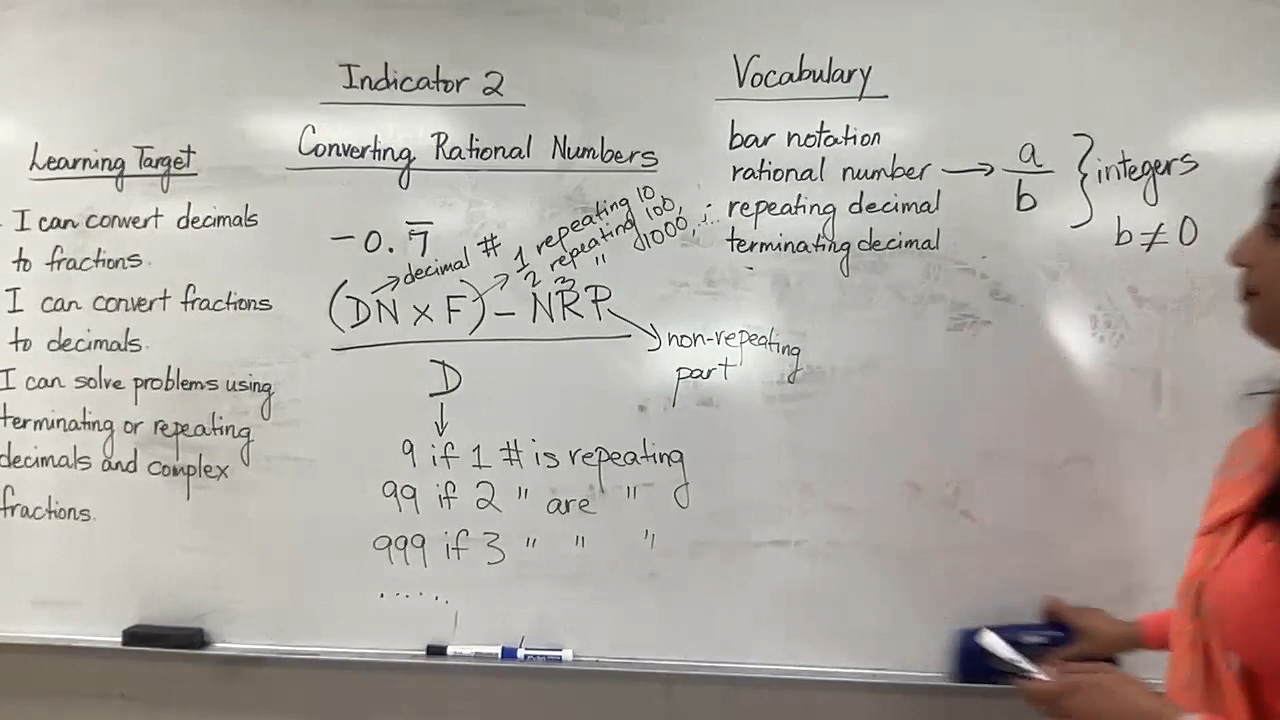 Learning Target
I can convert decimals
to fractions.
I can convert fractions
to decimals.
I can solve problems using
terminating or repeating
decimals and complex
fractions.
Indicator 2
Converting Rational Numbers
-0.7̅
→ decimal #
1 repeating 10
2 repeating 100,
3 " 1000, ...
(DN x F) - NRP
non-repeating
part
D
↓
9 if 1 # is repeating
99 if 2 " are "
999 if 3 " " "
......
Vocabulary
bar notation
rational number → a/b } integers
b ≠ 0
repeating decimal
terminating decimal